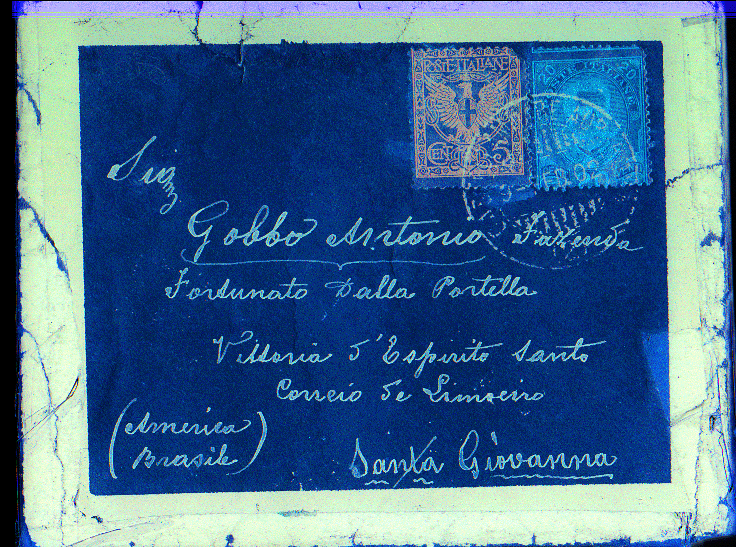 POSTE ITALIANE
CENT. 5
Sig
Gobbo Antonio Fazenda
Fortunato Dalla Portella
Vittoria d'Espirito Santo
Correio de Limoeiro
(America
Brasile)
Santa Giovanna